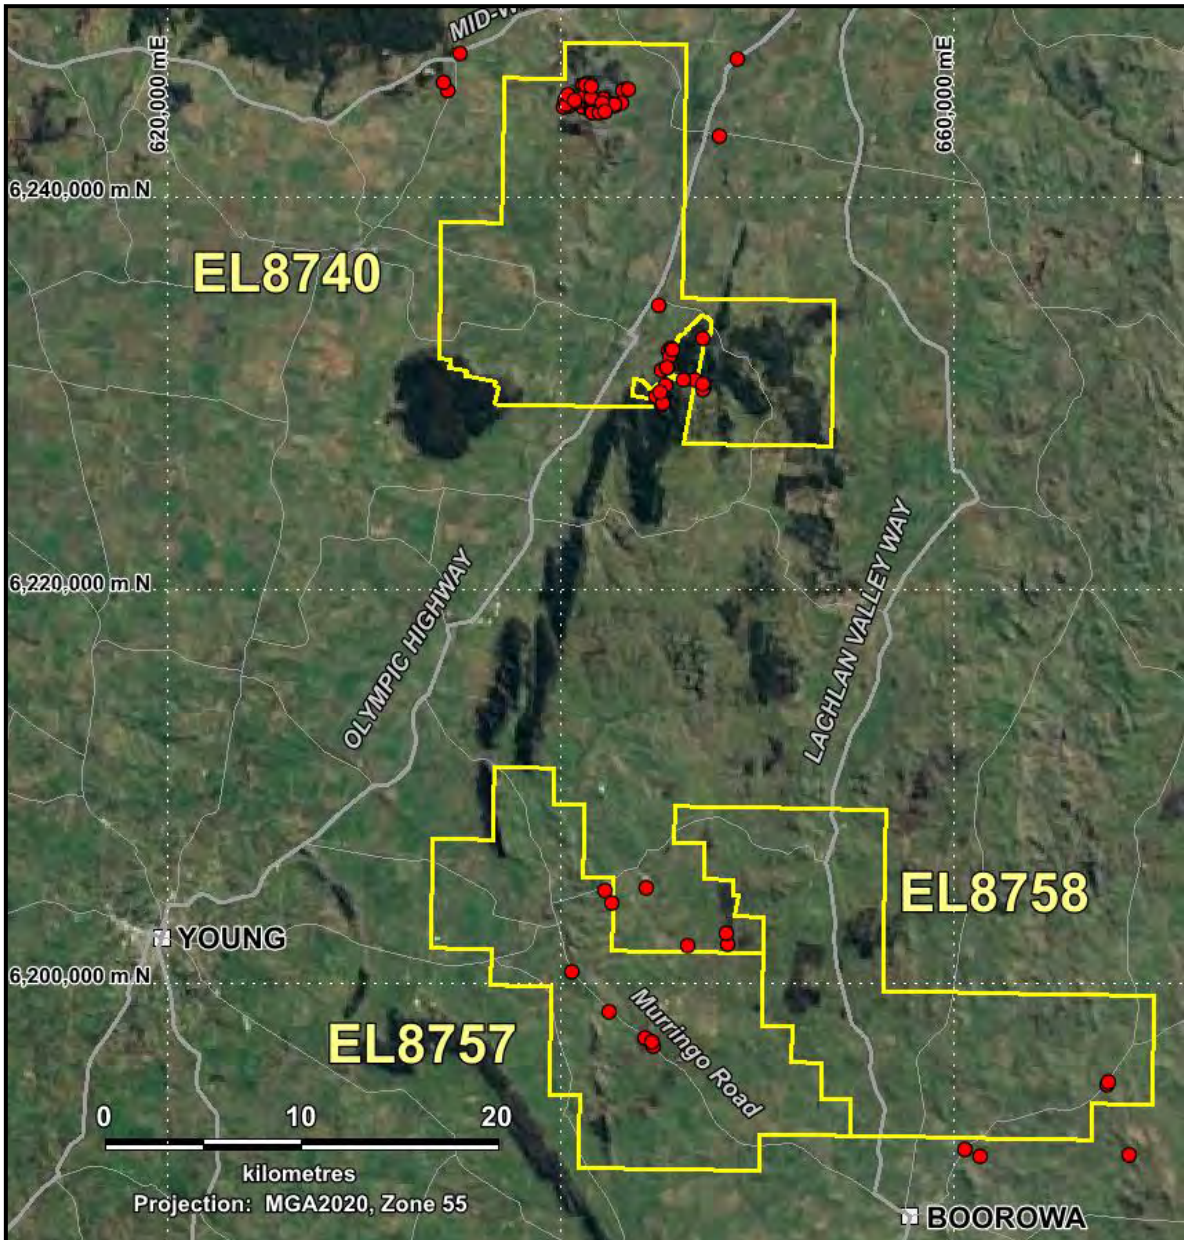 MID-W
620,000 mE
660,000 mE
6,240,000 m N
EL8740
6,220,000 m N
OLYMPIC HIGHWAY
LACHLAN VALLEY WAY
EL8758
YOUNG
6,200,000 m N
Murringo Road
EL8757
0 10 20
kilometres
Projection: MGA2020, Zone 55
BOOROWA